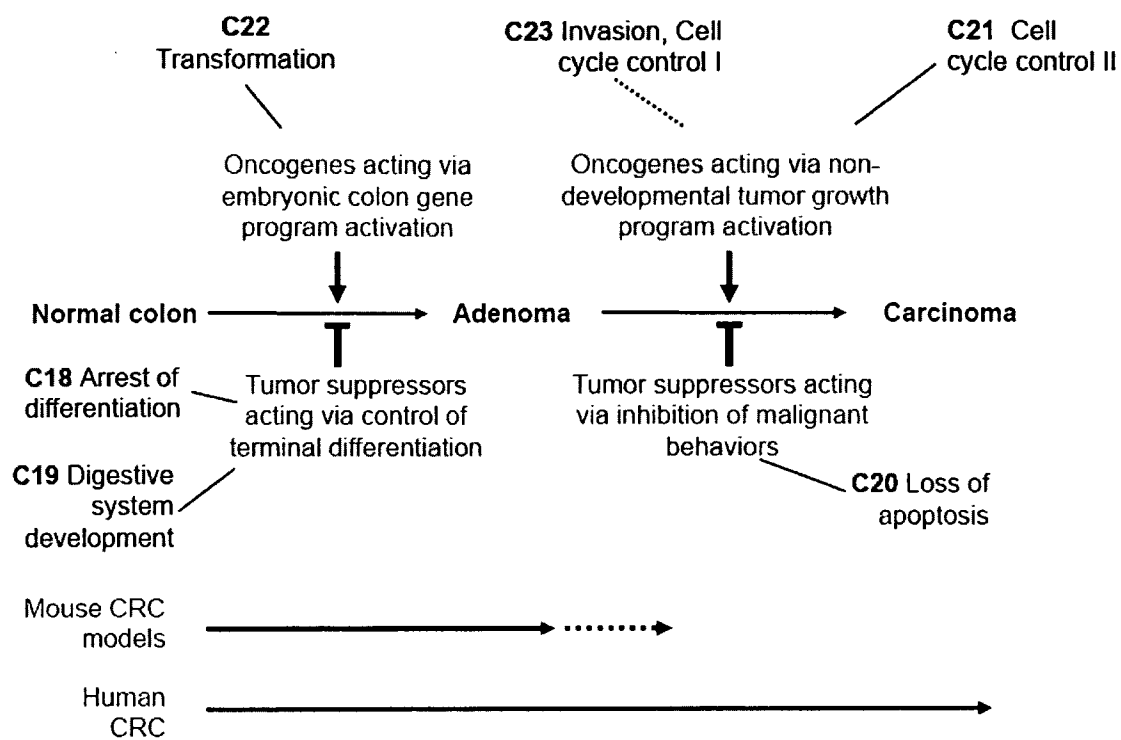 C22
Transformation
C23 Invasion, Cell
cycle control I
C21 Cell
cycle control II
Oncogenes acting via
embryonic colon gene
program activation
Oncogenes acting via non-
developmental tumor growth
program activation
Normal colon
Adenoma
Carcinoma
C18 Arrest of
differentiation
Tumor suppressors
acting via control of
terminal differentiation
Tumor suppressors acting
via inhibition of malignant
behaviors
C19 Digestive
system
development
C20 Loss of
apoptosis
Mouse CRC
models
Human
CRC